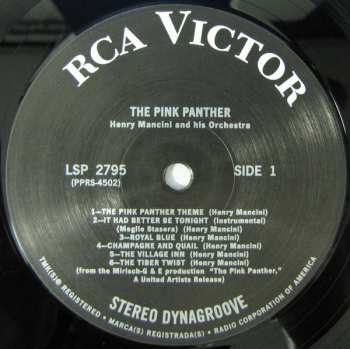 RCA VICTOR
THE PINK PANTHER
Henry Mancini and his Orchestra
LSP 2795
(PPRS-4502)
SIDE 1
1—THE PINK PANTHER THEME (Henry Mancini)
2—IT HAD BETTER BE TONIGHT (Instrumental)
(Meglio Stasera) (Henry Mancini)
3—ROYAL BLUE (Henry Mancini)
4—CHAMPAGNE AND QUAIL (Henry Mancini)
5—THE VILLAGE INN (Henry Mancini)
6—THE TIBER TWIST (Henry Mancini)
(from the Mirisch-G & E production "The Pink Panther,"
A United Artists Release)
STEREO DYNAGROOVE
TMK(S) ® REGISTERED • MARCA(S) REGISTRADA(S) • RADIO CORPORATION OF AMERICA